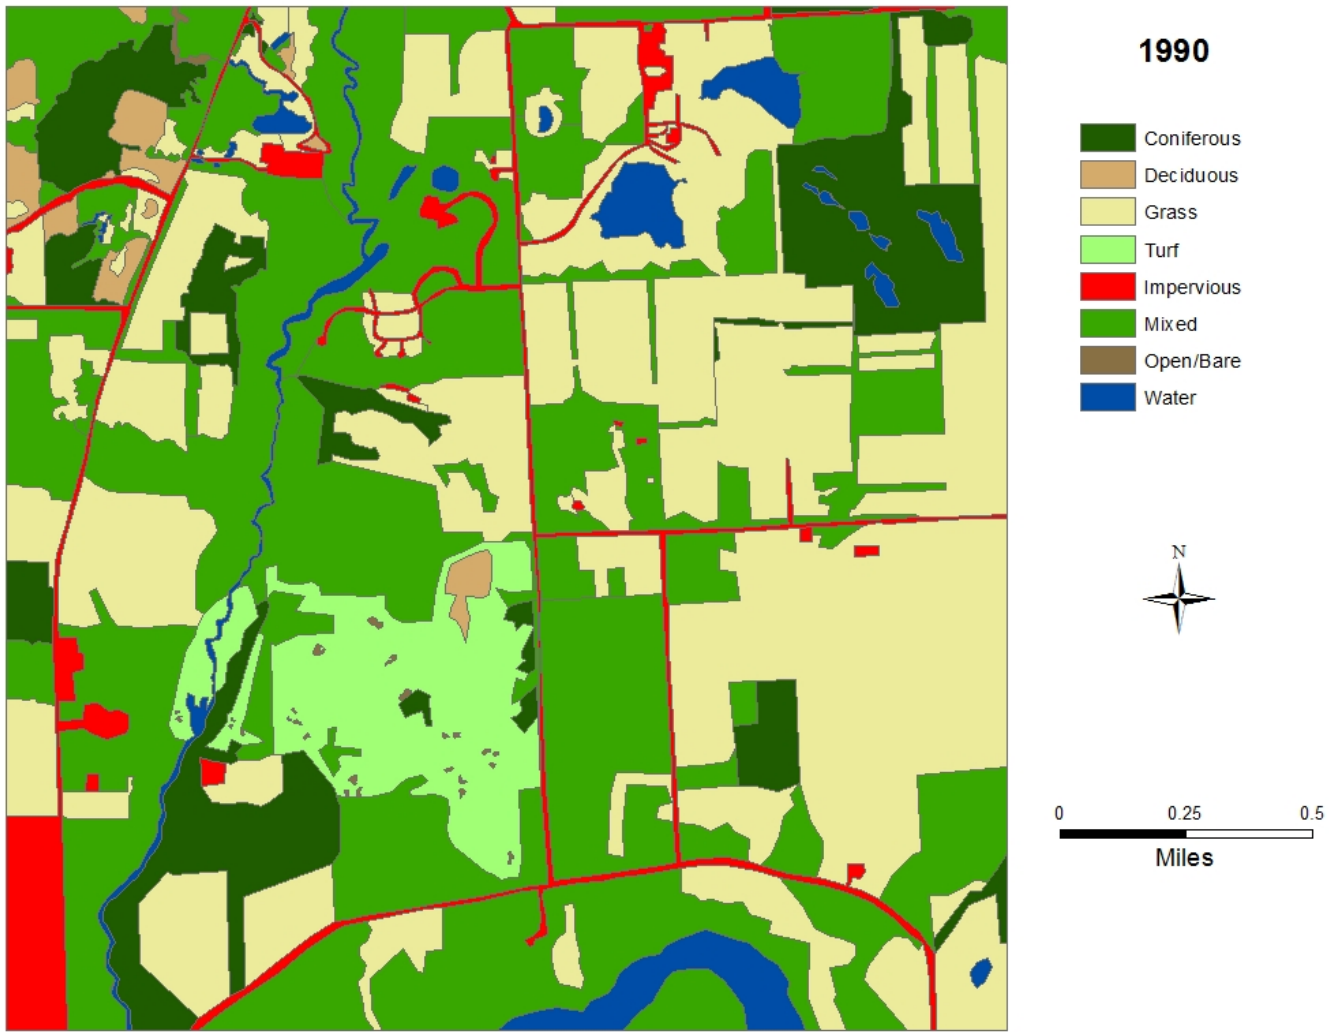 1990
Coniferous
Deciduous
Grass
Turf
Impervious
Mixed
Open/Bare
Water
N
0 0.25 0.5
Miles